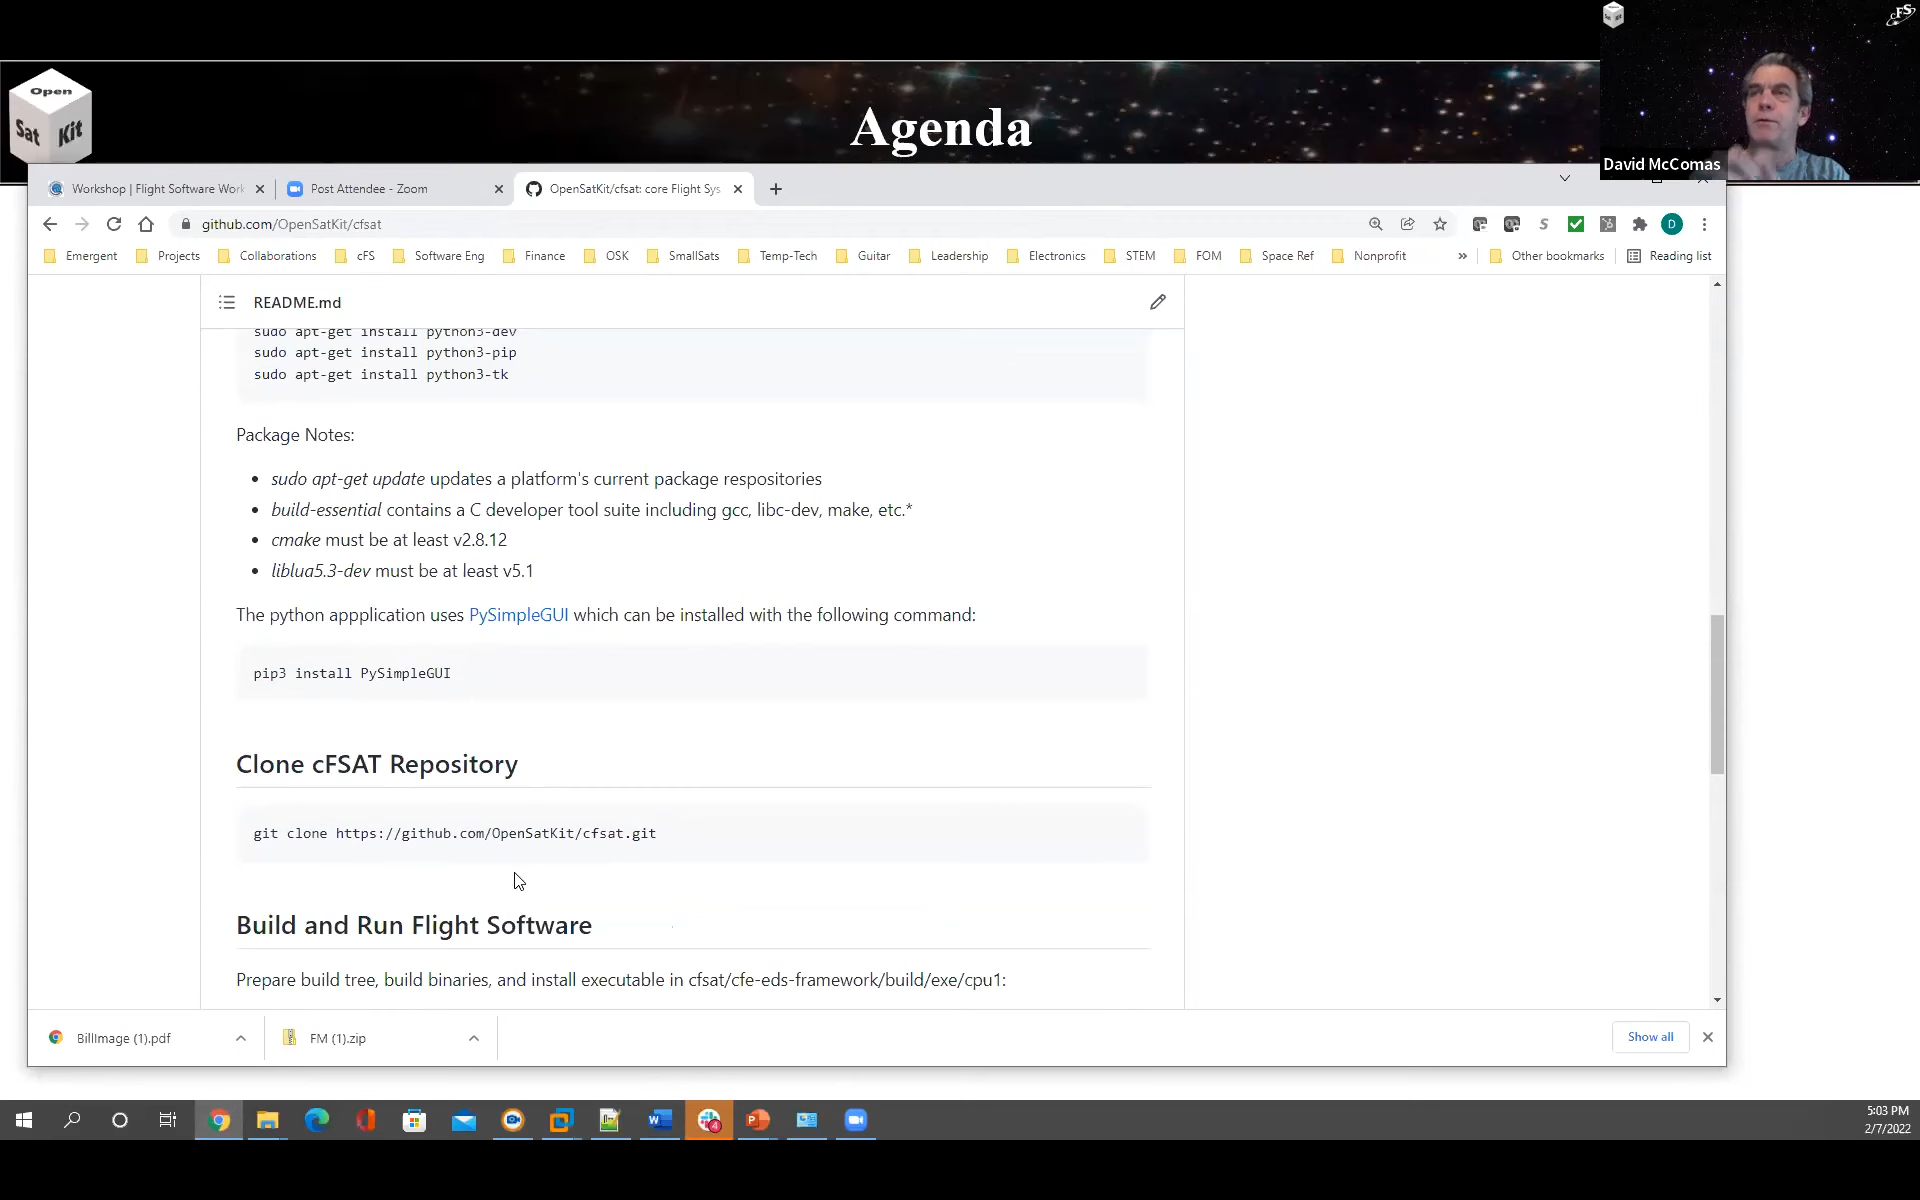 Open
Sat Kit
Agenda
cFS
David McComas
Workshop | Flight Software Work
Post Attendee - Zoom
OpenSatKit/cfsat: core Flight Sys
github.com/OpenSatKit/cfsat
Emergent
Projects
Collaborations
cFS
Software Eng
Finance
OSK
SmallSats
Temp-Tech
Guitar
Leadership
Electronics
STEM
FOM
Space Ref
Nonprofit
»
Other bookmarks
Reading list
README.md
sudo apt-get install python3-dev
sudo apt-get install python3-pip
sudo apt-get install python3-tk
Package Notes:
• sudo apt-get update updates a platform's current package respositories
• build-essential contains a C developer tool suite including gcc, libc-dev, make, etc.*
• cmake must be at least v2.8.12
• liblua5.3-dev must be at least v5.1
The python appplication uses PySimpleGUI which can be installed with the following command:
pip3 install PySimpleGUI
Clone cFSAT Repository
git clone https://github.com/OpenSatKit/cfsat.git
Build and Run Flight Software
Prepare build tree, build binaries, and install executable in cfsat/cfe-eds-framework/build/exe/cpu1:
BillImage (1).pdf
FM (1).zip
Show all
5:03 PM
2/7/2022